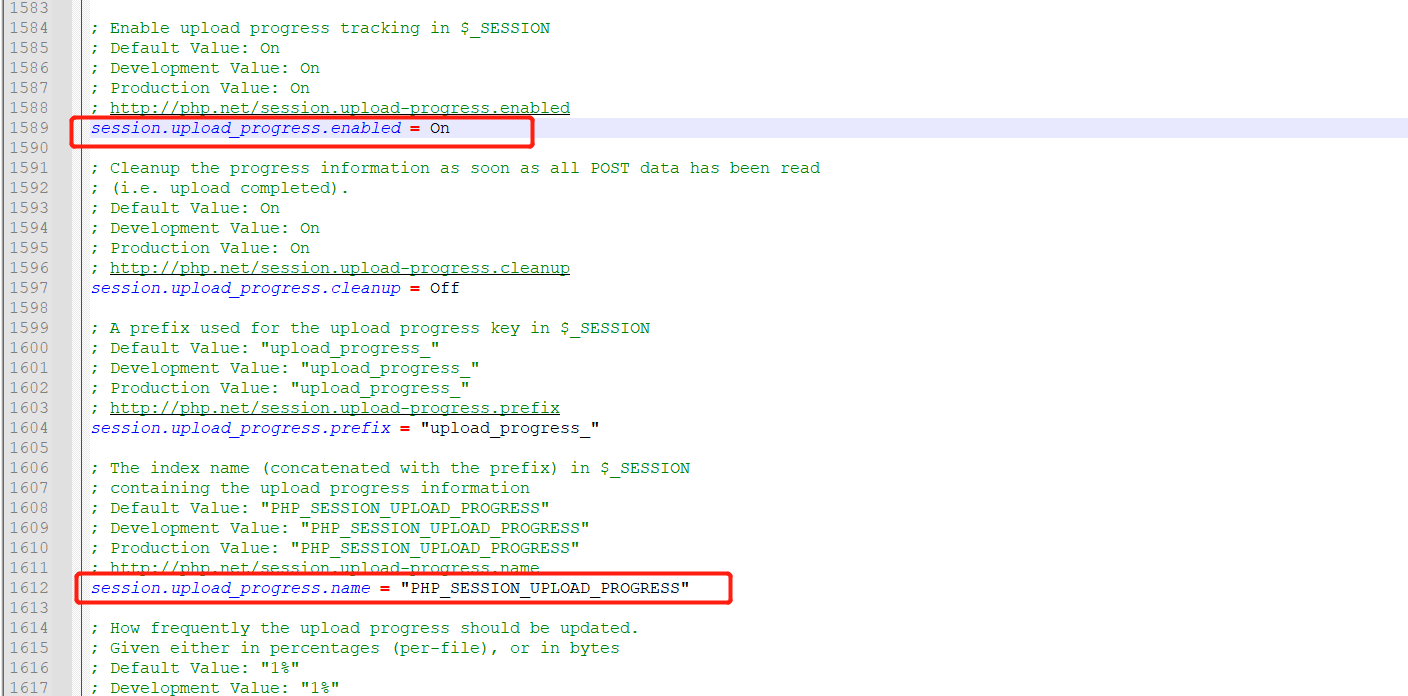 1583
1584 ; Enable upload progress tracking in $_SESSION
1585 ; Default Value: On
1586 ; Development Value: On
1587 ; Production Value: On
1588 ; http://php.net/session.upload-progress.enabled
1589 session.upload_progress.enabled = On
1590
1591 ; Cleanup the progress information as soon as all POST data has been read
1592 ; (i.e. upload completed).
1593 ; Default Value: On
1594 ; Development Value: On
1595 ; Production Value: On
1596 ; http://php.net/session.upload-progress.cleanup
1597 session.upload_progress.cleanup = Off
1598
1599 ; A prefix used for the upload progress key in $_SESSION
1600 ; Default Value: "upload_progress_"
1601 ; Development Value: "upload_progress_"
1602 ; Production Value: "upload_progress_"
1603 ; http://php.net/session.upload-progress.prefix
1604 session.upload_progress.prefix = "upload_progress_"
1605
1606 ; The index name (concatenated with the prefix) in $_SESSION
1607 ; containing the upload progress information
1608 ; Default Value: "PHP_SESSION_UPLOAD_PROGRESS"
1609 ; Development Value: "PHP_SESSION_UPLOAD_PROGRESS"
1610 ; Production Value: "PHP_SESSION_UPLOAD_PROGRESS"
1611 ; http://php.net/session.upload-progress.name
1612 session.upload_progress.name = "PHP_SESSION_UPLOAD_PROGRESS"
1613
1614 ; How frequently the upload progress should be updated.
1615 ; Given either in percentages (per-file), or in bytes
1616 ; Default Value: "1%"
1617 ; Development Value: "1%"